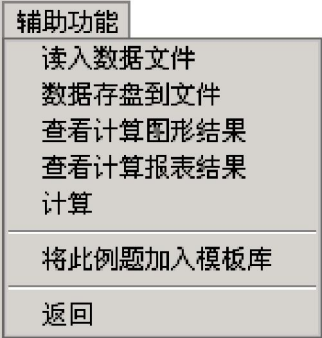 辅助功能
读入数据文件
数据存盘到文件
查看计算图形结果
查看计算报表结果
计算
将此例题加入模板库
返回